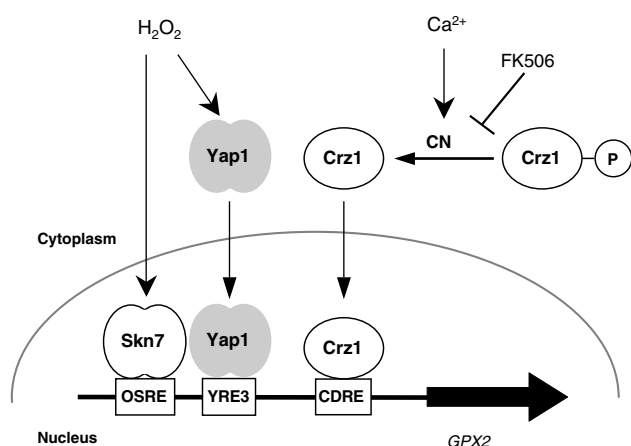 H₂O₂
Ca²⁺
FK506
CN
Yap1
Crz1
Crz1
P
Cytoplasm
Skn7
Yap1
Crz1
OSRE
YRE3
CDRE
Nucleus
GPX2